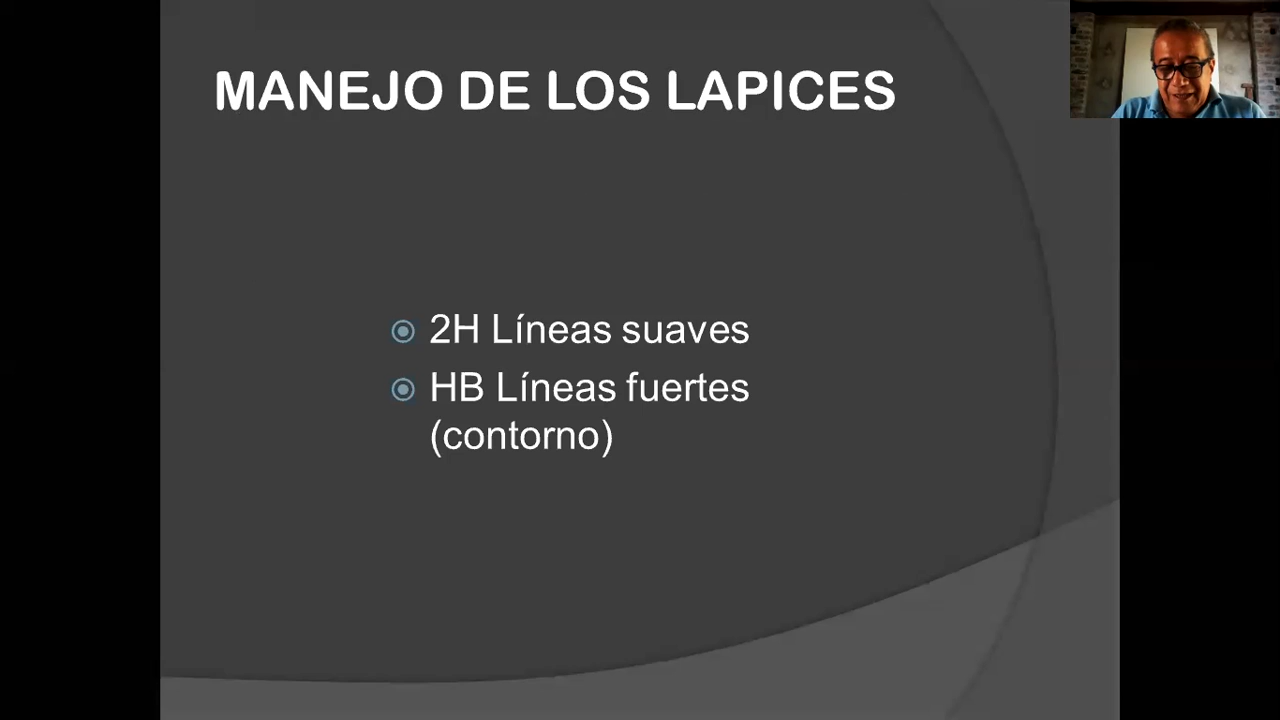 MANEJO DE LOS LAPICES
2H Líneas suaves
HB Líneas fuertes
(contorno)